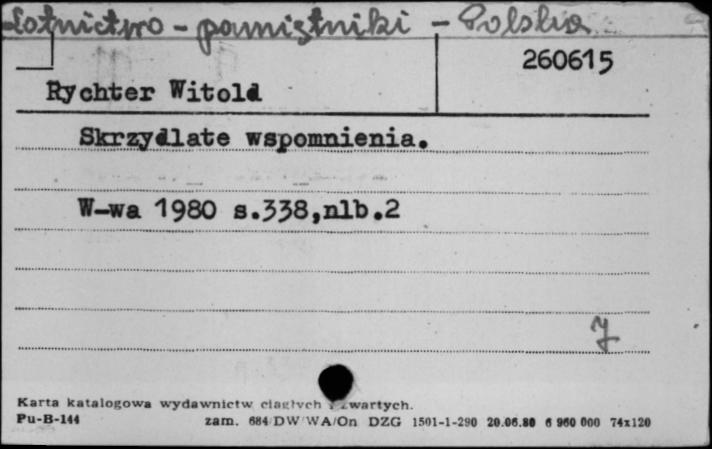 Lotnictwo - pamiętniki - Polska
260615
Rychter Witold
Skrzydlate wspomnienia.
W-wa 1980 s.338,nlb.2
Karta katalogowa wydawnictw ciągłych i zwartych.
Pu-B-144 zam. 684/DW/WA/On DZG 1501-1-290 20.06.80 6 960 000 74x120